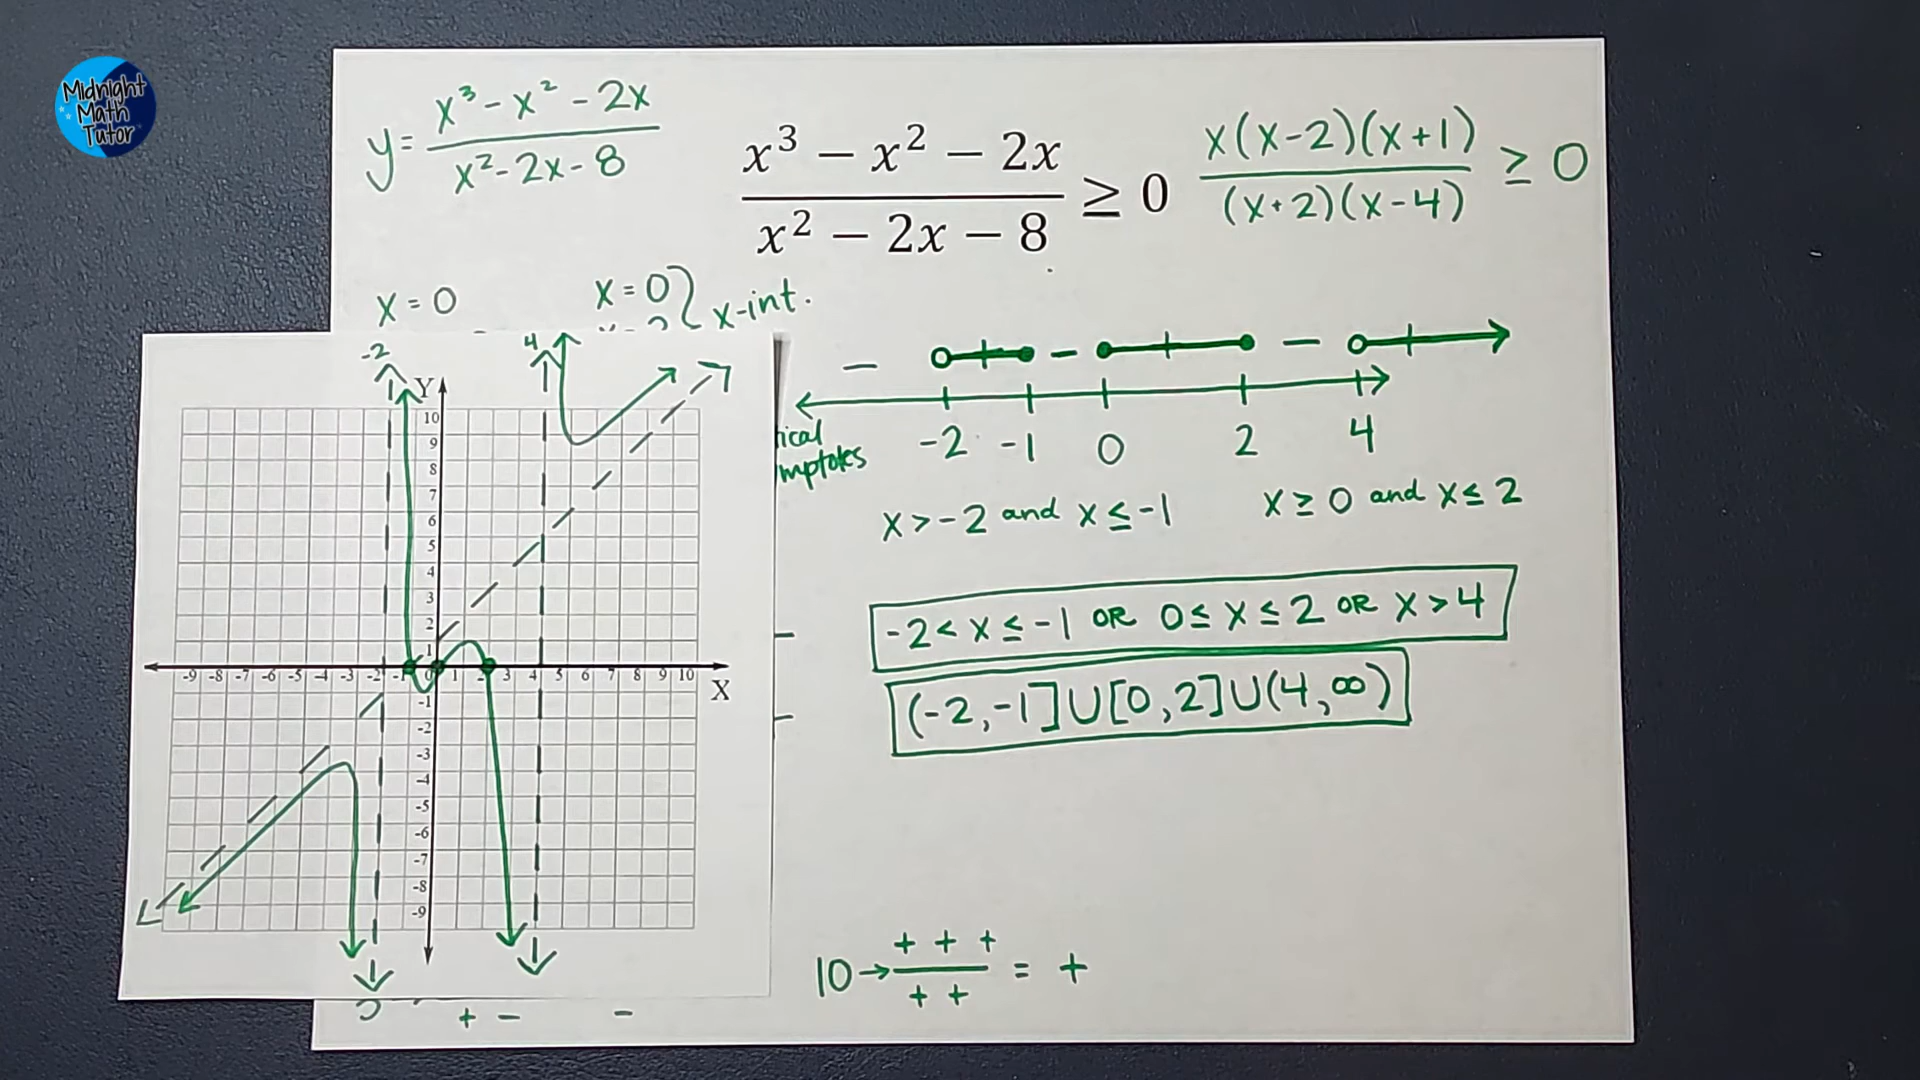 Midnight
Math
Tutor
y = x³ - x² - 2x / x² - 2x - 8
x³ − x² − 2x / x² − 2x − 8 ≥ 0
x(x-2)(x+1) / (x+2)(x-4) ≥ 0
x = 0
x = 0
x-int.
− + − + − +
-2 -1 0 2 4
x > -2 and x ≤ -1
x ≥ 0 and x ≤ 2
-2 < x ≤ -1 OR 0 ≤ x ≤ 2 OR x > 4
(-2,-1]∪[0,2]∪(4,∞)
10 → + + + / + + = +
+ − −
-2
4
Y
10
9
8
7
6
5
4
3
2
1
-9 -8 -7 -6 -5 -4 -3 -2 -1 0 1 2 3 4 5 6 7 8 9 10
X
-1
-2
-3
-4
-5
-6
-7
-8
-9